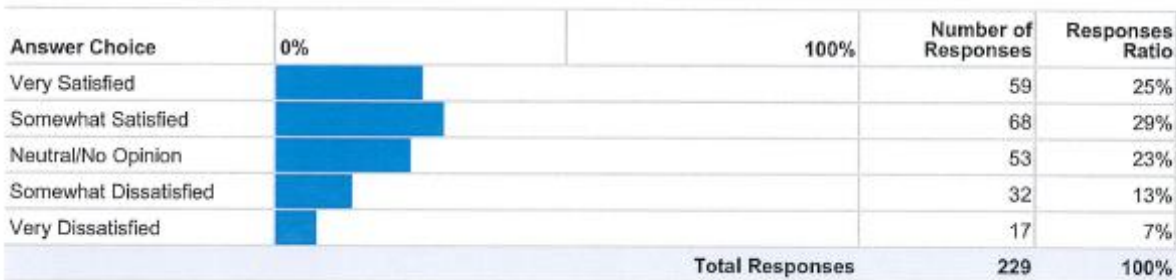 Answer Choice 0% 100% Number of Responses Responses Ratio
Very Satisfied 59 25%
Somewhat Satisfied 68 29%
Neutral/No Opinion 53 23%
Somewhat Dissatisfied 32 13%
Very Dissatisfied 17 7%
Total Responses 229 100%